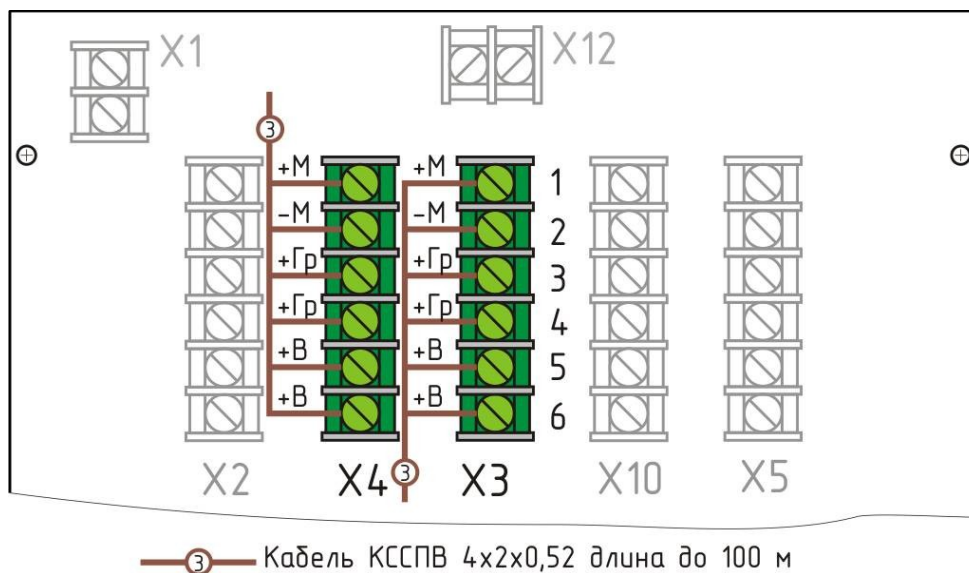 X1
X12
3
+М +М 1
-М -М 2
+Гр +Гр 3
+Гр +Гр 4
+В +В 5
+В +В 6
X2 X4 3 X3 X10 X5
3 Кабель КССПВ 4х2х0,52 длина до 100 м